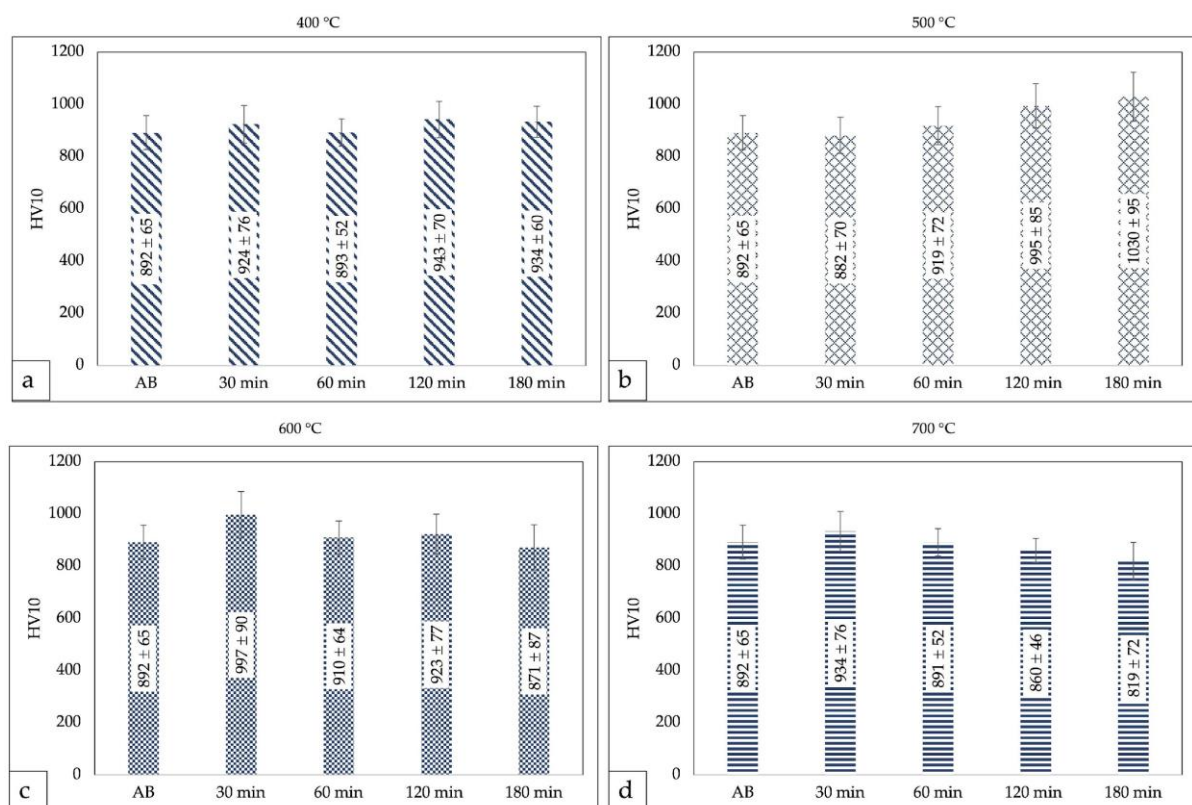 400 °C
1200
1000
800
600
400
200
0
HV10
892 ± 65
924 ± 76
893 ± 52
943 ± 70
934 ± 60
AB 30 min 60 min 120 min 180 min
a
500 °C
1200
1000
800
600
400
200
0
HV10
892 ± 65
882 ± 70
919 ± 72
995 ± 85
1030 ± 95
AB 30 min 60 min 120 min 180 min
b
600 °C
1200
1000
800
600
400
200
0
HV10
892 ± 65
997 ± 90
910 ± 64
923 ± 77
871 ± 87
AB 30 min 60 min 120 min 180 min
c
700 °C
1200
1000
800
600
400
200
0
HV10
892 ± 65
934 ± 76
891 ± 52
860 ± 46
819 ± 72
AB 30 min 60 min 120 min 180 min
d